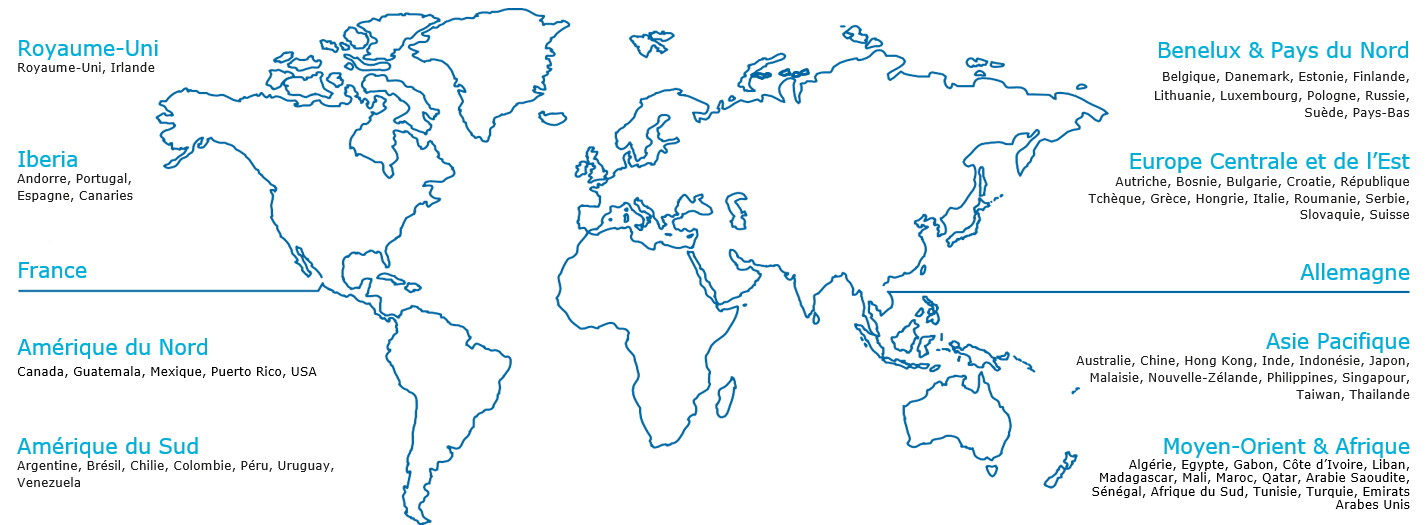 Royaume-Uni
Royaume-Uni, Irlande
Iberia
Andorre, Portugal,
Espagne, Canaries
France
Amérique du Nord
Canada, Guatemala, Mexique, Puerto Rico, USA
Amérique du Sud
Argentine, Brésil, Chilie, Colombie, Péru, Uruguay,
Venezuela
Benelux & Pays du Nord
Belgique, Danemark, Estonie, Finlande,
Lithuanie, Luxembourg, Pologne, Russie,
Suède, Pays-Bas
Europe Centrale et de l’Est
Autriche, Bosnie, Bulgarie, Croatie, République
Tchèque, Grèce, Hongrie, Italie, Roumanie, Serbie,
Slovaquie, Suisse
Allemagne
Asie Pacifique
Australie, Chine, Hong Kong, Inde, Indonésie, Japon,
Malaisie, Nouvelle-Zélande, Philippines, Singapour,
Taiwan, Thailande
Moyen-Orient & Afrique
Algérie, Egypte, Gabon, Côte d’Ivoire, Liban,
Madagascar, Mali, Maroc, Qatar, Arabie Saoudite,
Sénégal, Afrique du Sud, Tunisie, Turquie, Emirats
Arabes Unis